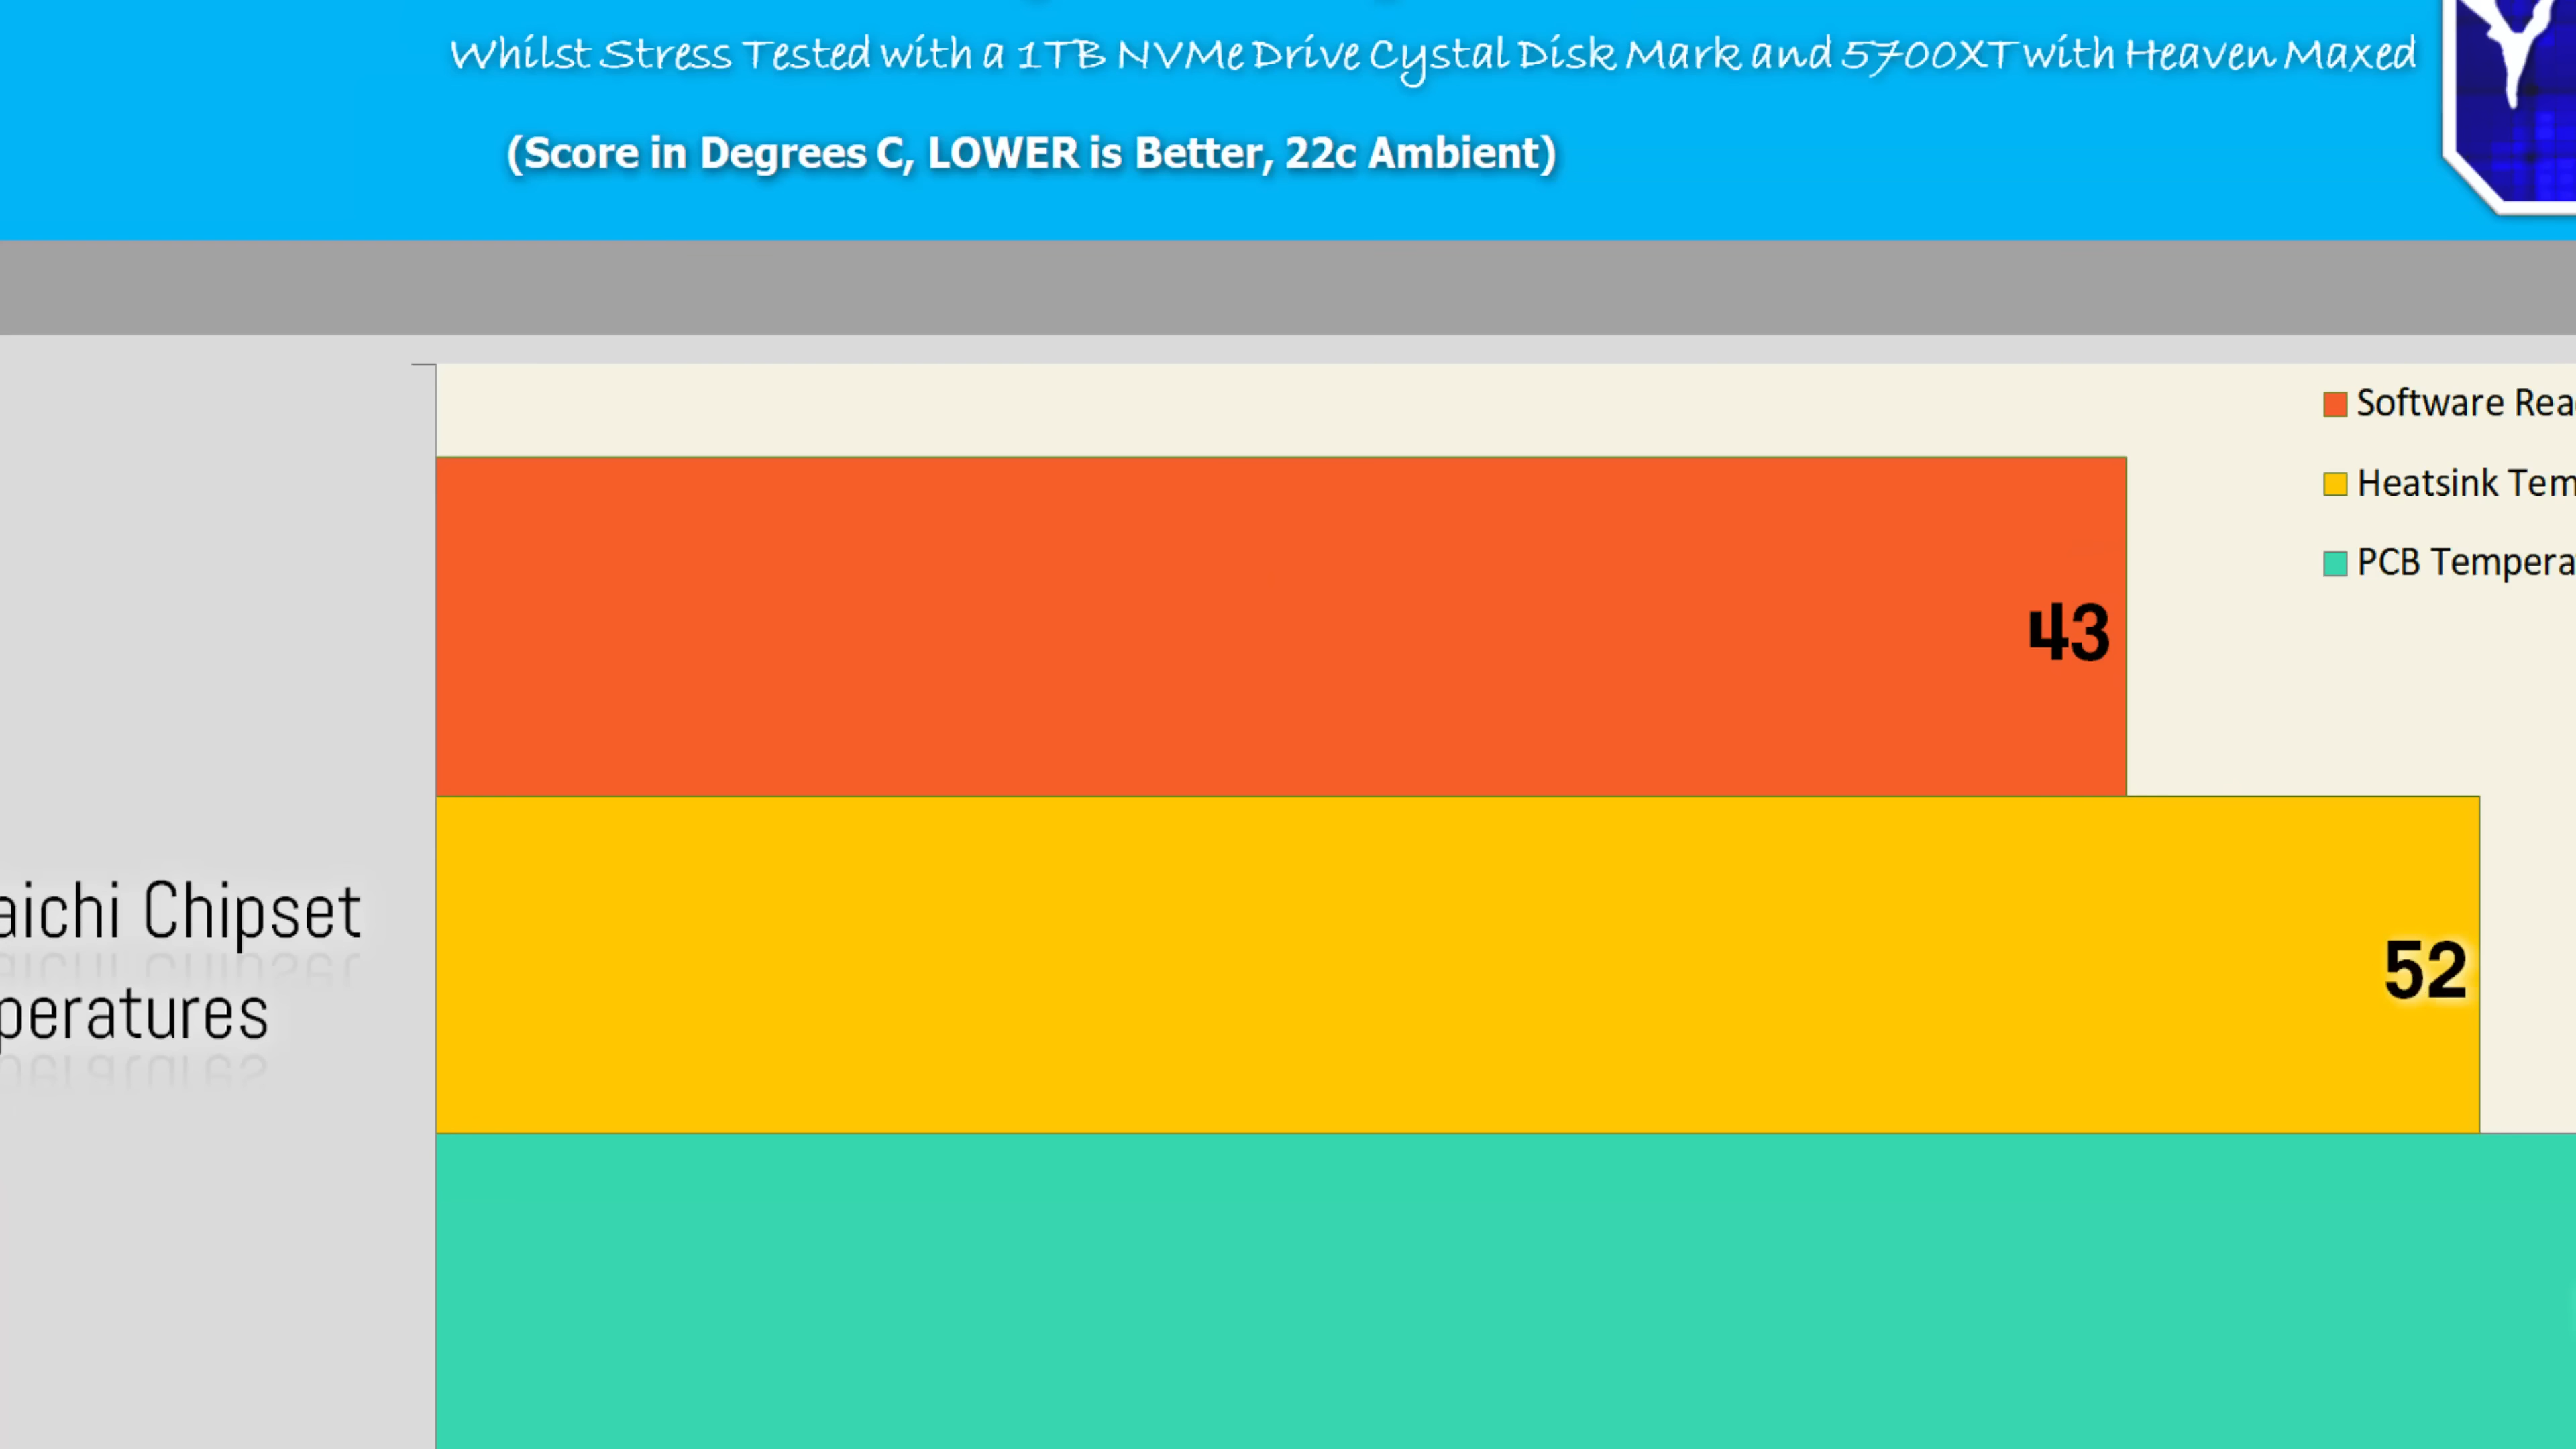 Whilst Stress Tested with a 1TB NVMe Drive Cystal Disk Mark and 5700XT with Heaven Maxed
(Score in Degrees C, LOWER is Better, 22c Ambient)
Software Rea
Heatsink Tem
PCB Tempera
43
aichi Chipset
peratures
52